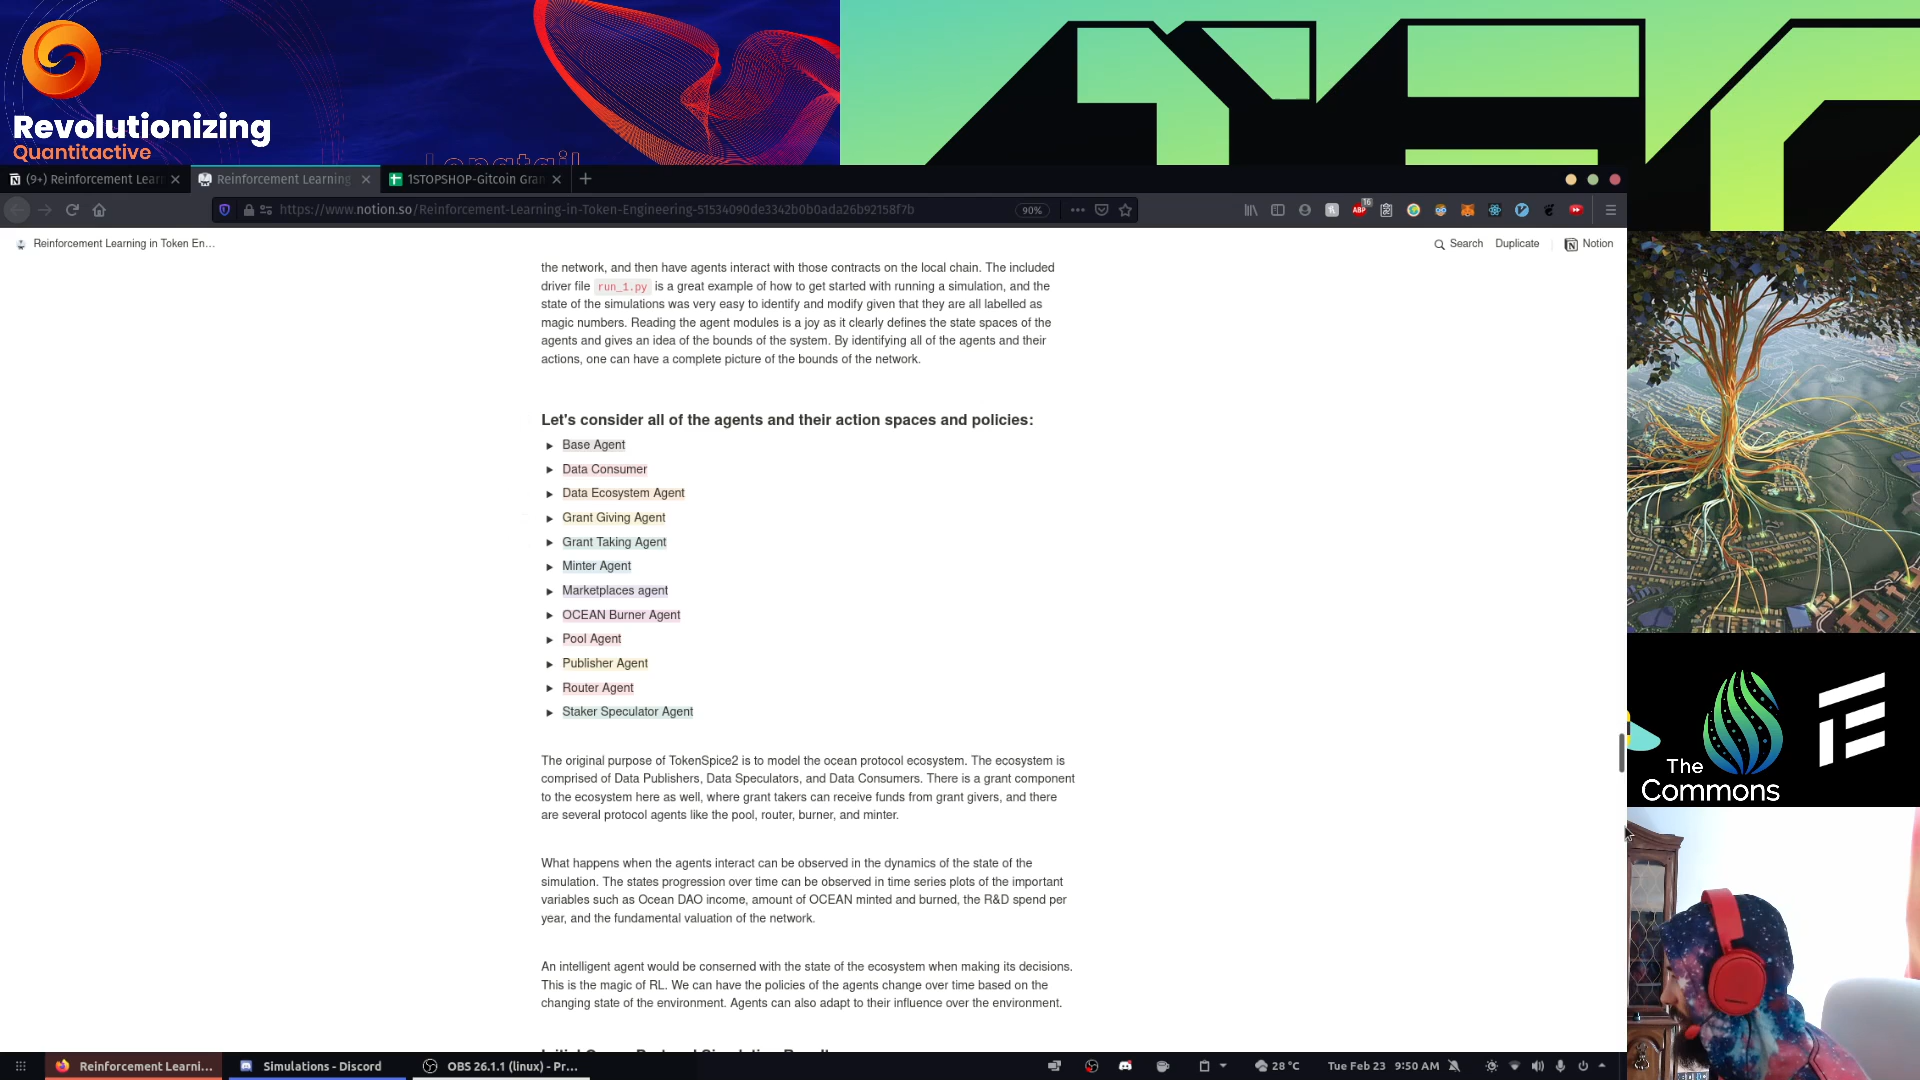 Revolutionizing
Quantitactive
Longtail
(9+) Reinforcement Lear
Reinforcement Learning
1STOPSHOP-Gitcoin Gran
https://www.notion.so/Reinforcement-Learning-in-Token-Engineering-51534090de3342b0b0ada26b92158f7b
90%
ABP
16
Reinforcement Learning in Token En...
Search
Duplicate
Notion
the network, and then have agents interact with those contracts on the local chain. The included
driver file run_1.py is a great example of how to get started with running a simulation, and the
state of the simulations was very easy to identify and modify given that they are all labelled as
magic numbers. Reading the agent modules is a joy as it clearly defines the state spaces of the
agents and gives an idea of the bounds of the system. By identifying all of the agents and their
actions, one can have a complete picture of the bounds of the network.
Let's consider all of the agents and their action spaces and policies:
Base Agent
Data Consumer
Data Ecosystem Agent
Grant Giving Agent
Grant Taking Agent
Minter Agent
Marketplaces agent
OCEAN Burner Agent
Pool Agent
Publisher Agent
Router Agent
Staker Speculator Agent
The original purpose of TokenSpice2 is to model the ocean protocol ecosystem. The ecosystem is
comprised of Data Publishers, Data Speculators, and Data Consumers. There is a grant component
to the ecosystem here as well, where grant takers can receive funds from grant givers, and there
are several protocol agents like the pool, router, burner, and minter.
What happens when the agents interact can be observed in the dynamics of the state of the
simulation. The states progression over time can be observed in time series plots of the important
variables such as Ocean DAO income, amount of OCEAN minted and burned, the R&D spend per
year, and the fundamental valuation of the network.
An intelligent agent would be conserned with the state of the ecosystem when making its decisions.
This is the magic of RL. We can have the policies of the agents change over time based on the
changing state of the environment. Agents can also adapt to their influence over the environment.
The
Commons
Reinforcement Learni...
Simulations - Discord
OBS 26.1.1 (linux) - Pr...
28 °C
Tue Feb 23
9:50 AM